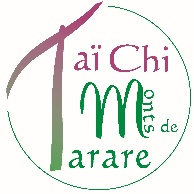 Taï Chi
Monts de
Tarare